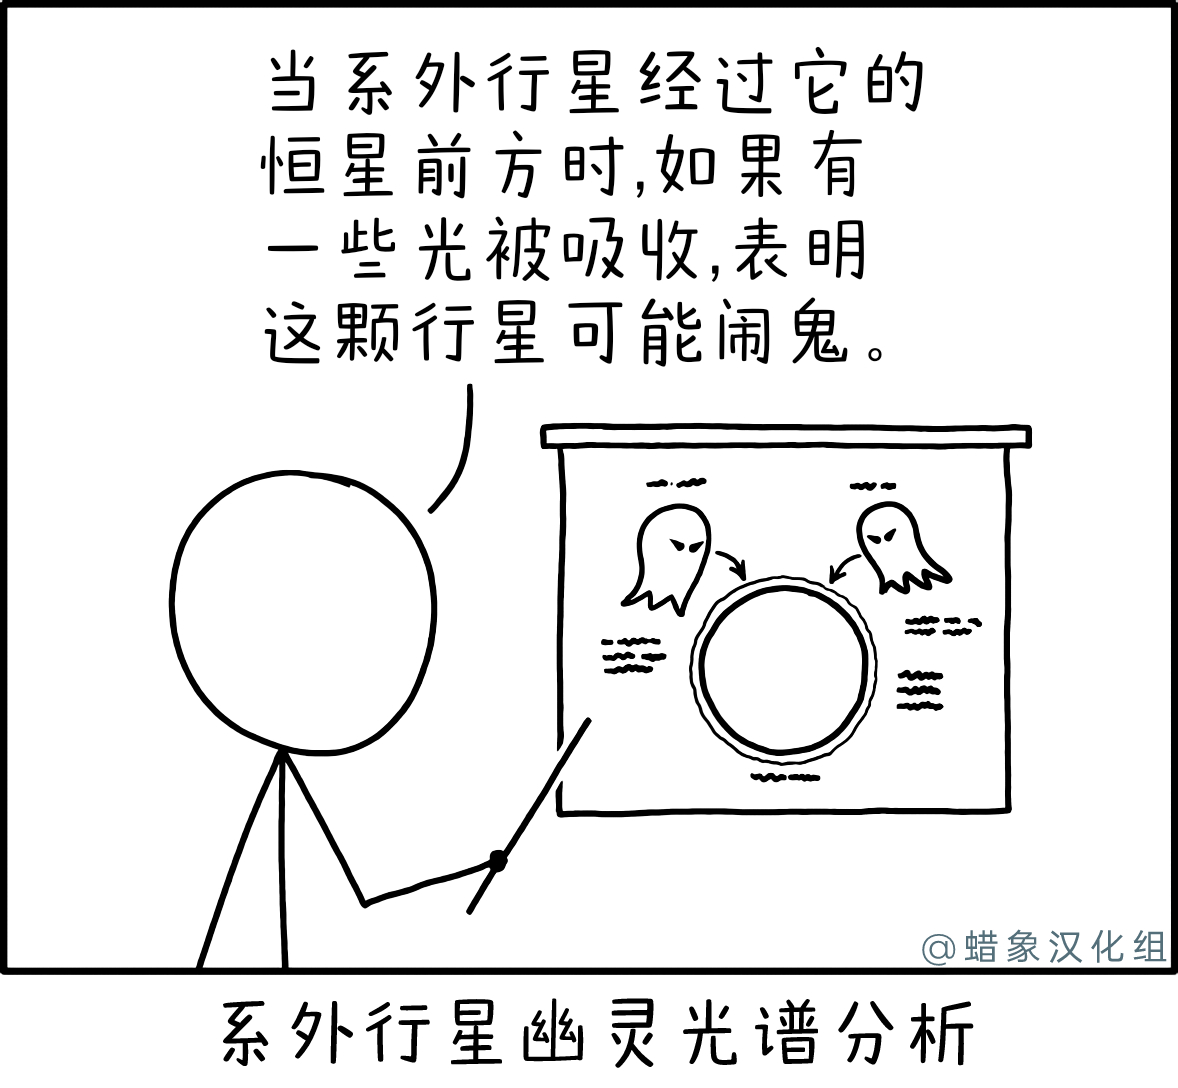 当系外行星经过它的
恒星前方时,如果有
一些光被吸收,表明
这颗行星可能闹鬼。
@蜡象汉化组
系外行星幽灵光谱分析